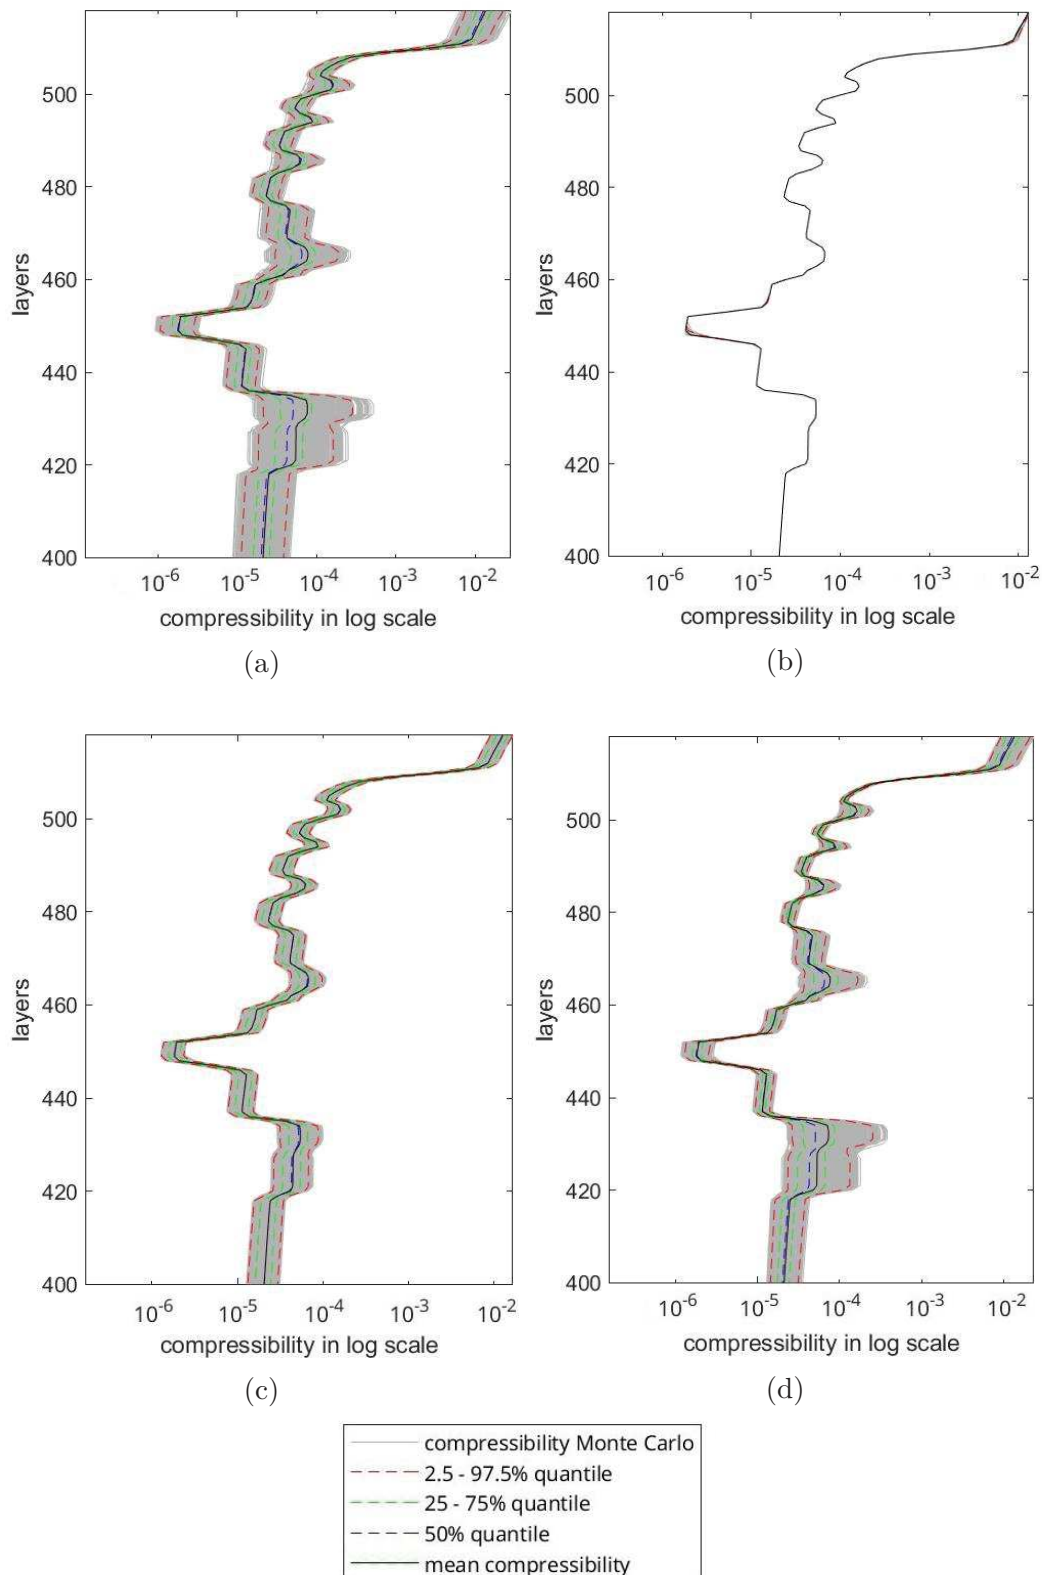 500
480
460
440
420
400
layers
10-6
10-5
10-4
10-3
10-2
compressibility in log scale
(a)
500
480
460
440
420
400
layers
10-6
10-5
10-4
10-3
10-2
compressibility in log scale
(b)
500
480
460
440
420
400
layers
10-6
10-5
10-4
10-3
10-2
compressibility in log scale
(c)
500
480
460
440
420
400
layers
10-6
10-5
10-4
10-3
10-2
compressibility in log scale
(d)
compressibility Monte Carlo
2.5 - 97.5% quantile
25 - 75% quantile
50% quantile
mean compressibility